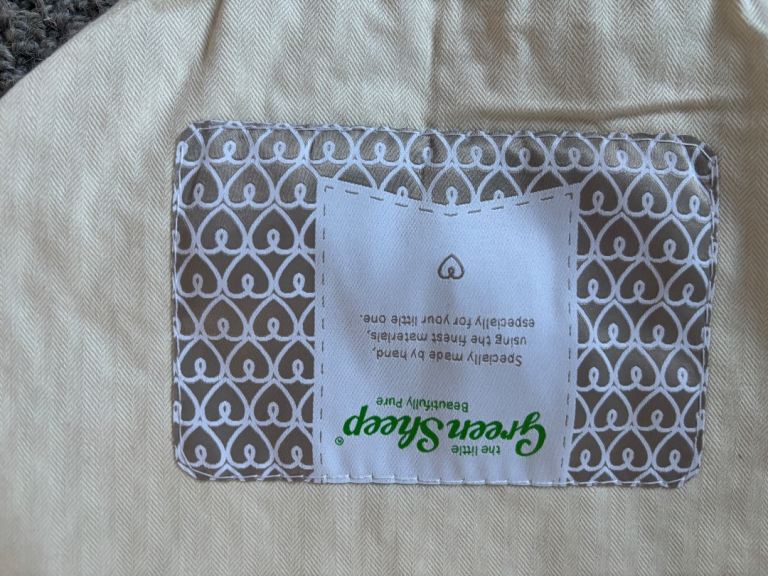 the little
Green Sheep®
Beautifully Pure
Specially made by hand,
using the finest materials,
especially for your little one.